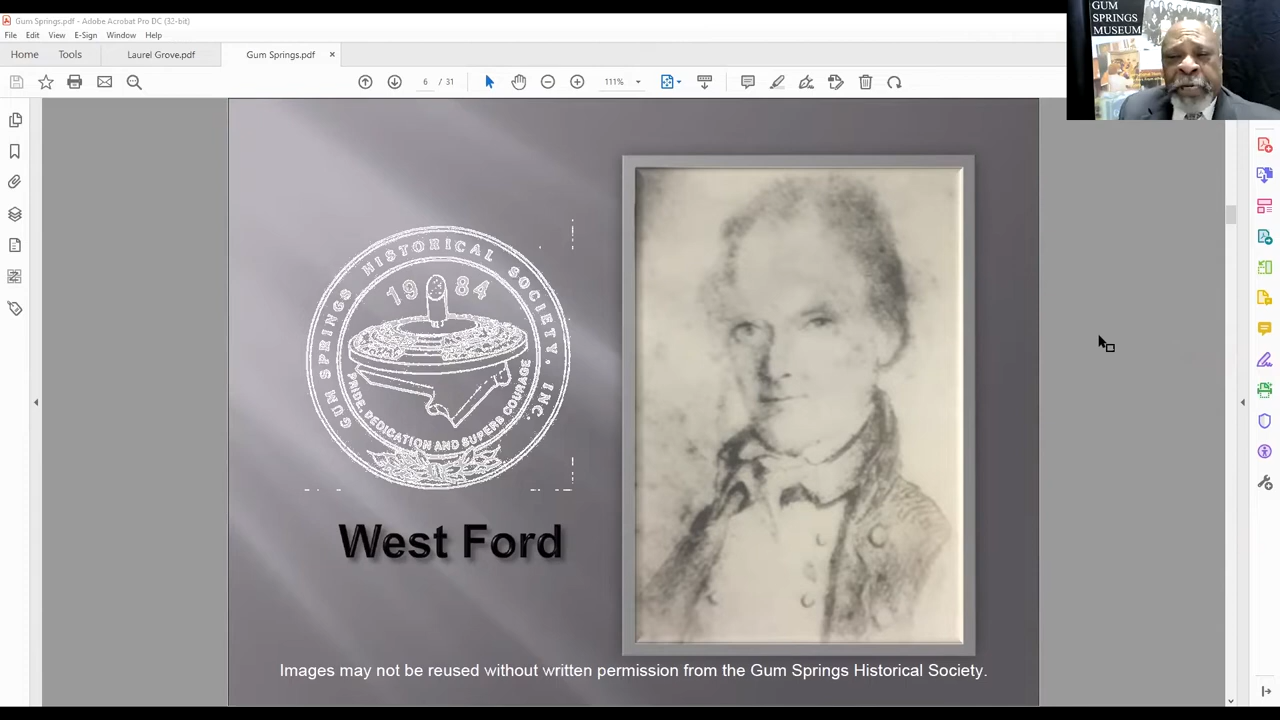 Gum Springs.pdf - Adobe Acrobat Pro DC (32-bit)
File Edit View E-Sign Window Help
Home Tools Laurel Grove.pdf Gum Springs.pdf ×
6 / 31 111%
GUM
SPRINGS
MUSEUM
GUM SPRINGS HISTORICAL SOCIETY, INC.
1984
PRIDE, DEDICATION AND SUPERB COURAGE
West Ford
Images may not be reused without written permission from the Gum Springs Historical Society.